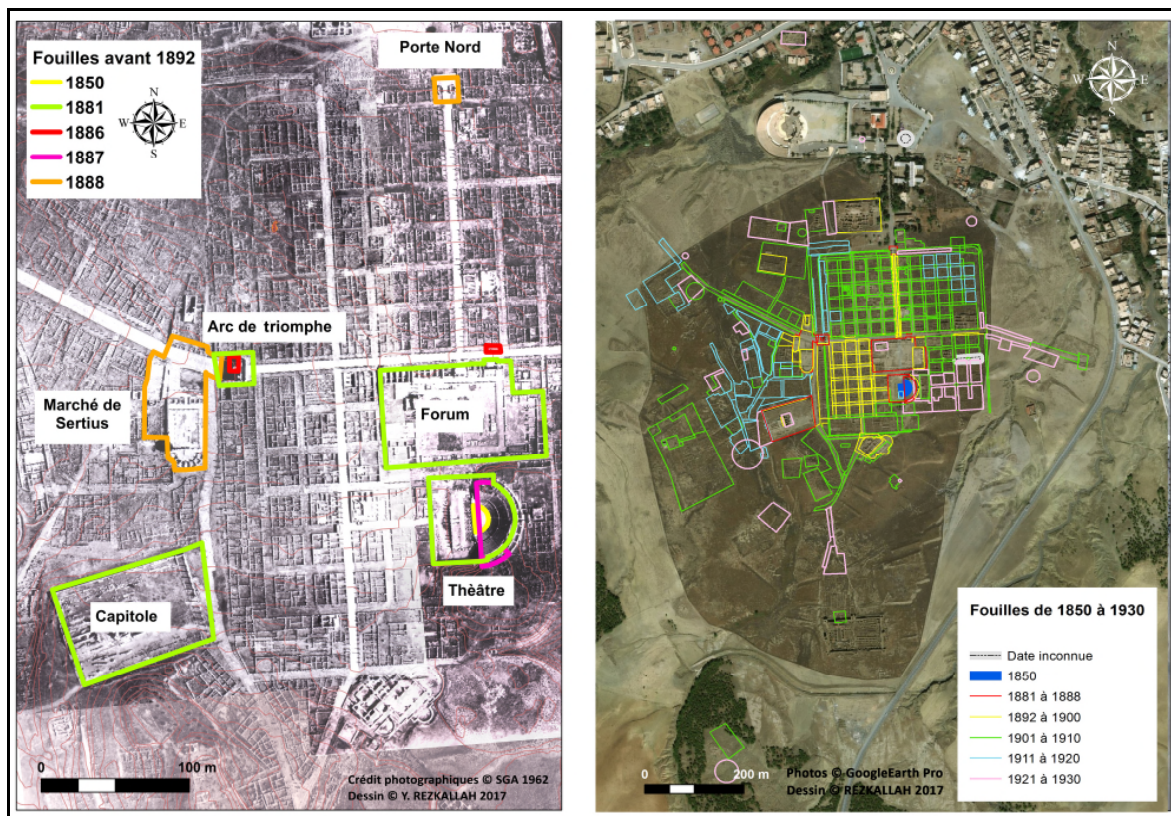 Fouilles avant 1892
1850
1881
1886
1887
1888
N
W
E
S
Porte Nord
Arc de triomphe
Marché de
Sertius
Forum
Thèâtre
Capitole
0
100 m
Crédit photographiques © SGA 1962
Dessin © Y. REZKALLAH 2017
N
W
E
S
Fouilles de 1850 à 1930
Date inconnue
1850
1881 à 1888
1892 à 1900
1901 à 1910
1911 à 1920
1921 à 1930
0
200 m
Photos © GoogleEarth Pro
Dessin © REZKALLAH 2017